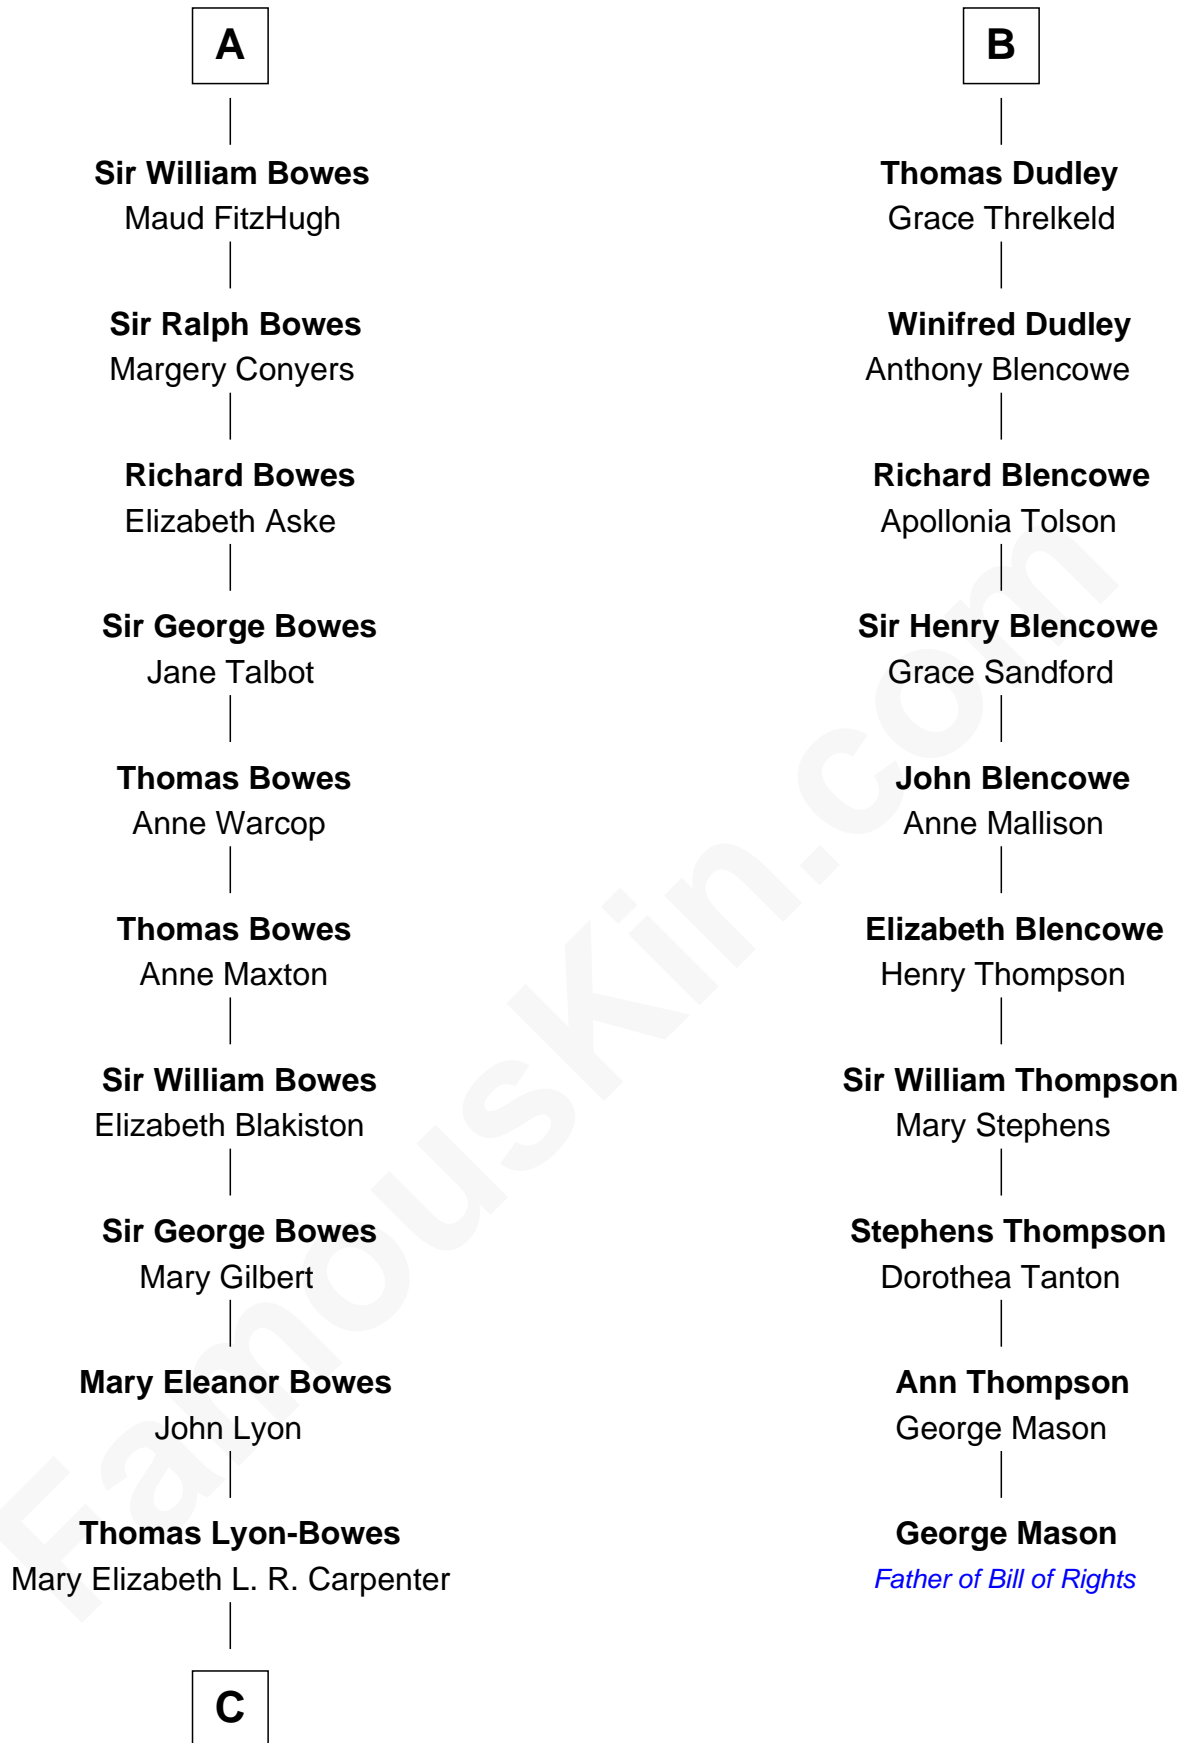 A
Sir William Bowes
Maud FitzHugh
Sir Ralph Bowes
Margery Conyers
Richard Bowes
Elizabeth Aske
Sir George Bowes
Jane Talbot
Thomas Bowes
Anne Warcop
Thomas Bowes
Anne Maxton
Sir William Bowes
Elizabeth Blakiston
Sir George Bowes
Mary Gilbert
Mary Eleanor Bowes
John Lyon
Thomas Lyon-Bowes
Mary Elizabeth L. R. Carpenter
C
B
Thomas Dudley
Grace Threlkeld
Winifred Dudley
Anthony Blencowe
Richard Blencowe
Apollonia Tolson
Sir Henry Blencowe
Grace Sandford
John Blencowe
Anne Mallison
Elizabeth Blencowe
Henry Thompson
Sir William Thompson
Mary Stephens
Stephens Thompson
Dorothea Tanton
Ann Thompson
George Mason
George Mason
Father of Bill of Rights
FamousKin.com